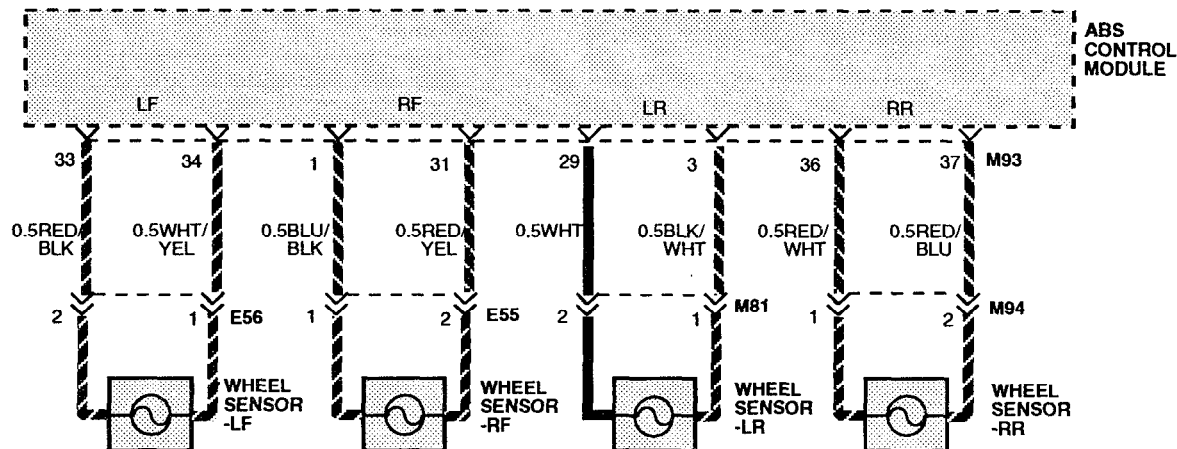 ABS
CONTROL
MODULE
LF RF LR RR
33 34 1 31 29 3 36 37 M93
0.5RED/ 0.5WHT/ 0.5BLU/ 0.5RED/ 0.5WHT 0.5BLK/ 0.5RED/ 0.5RED/
BLK YEL BLK YEL WHT WHT BLU
2 1 E56 1 2 E55 2 1 M81 1 2 M94
WHEEL
SENSOR
-LF
WHEEL
SENSOR
-RF
WHEEL
SENSOR
-LR
WHEEL
SENSOR
-RR